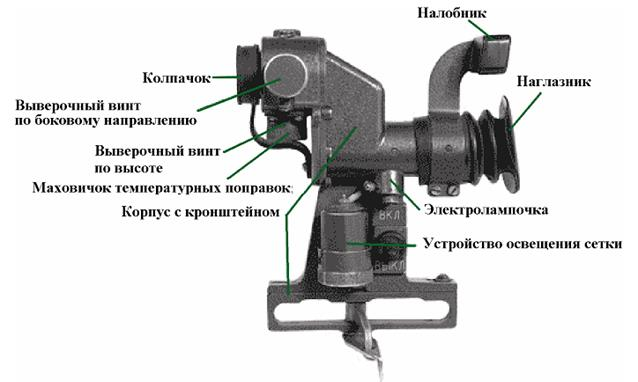 Налобник
Колпачок
Наглазник
Выверочный винт
по боковому направлению
Выверочный винт
по высоте
Маховичок температурных поправок
Корпус с кронштейном
Электролампочка
ВКЛ
Устройство освещения сетки
ВЫКЛ